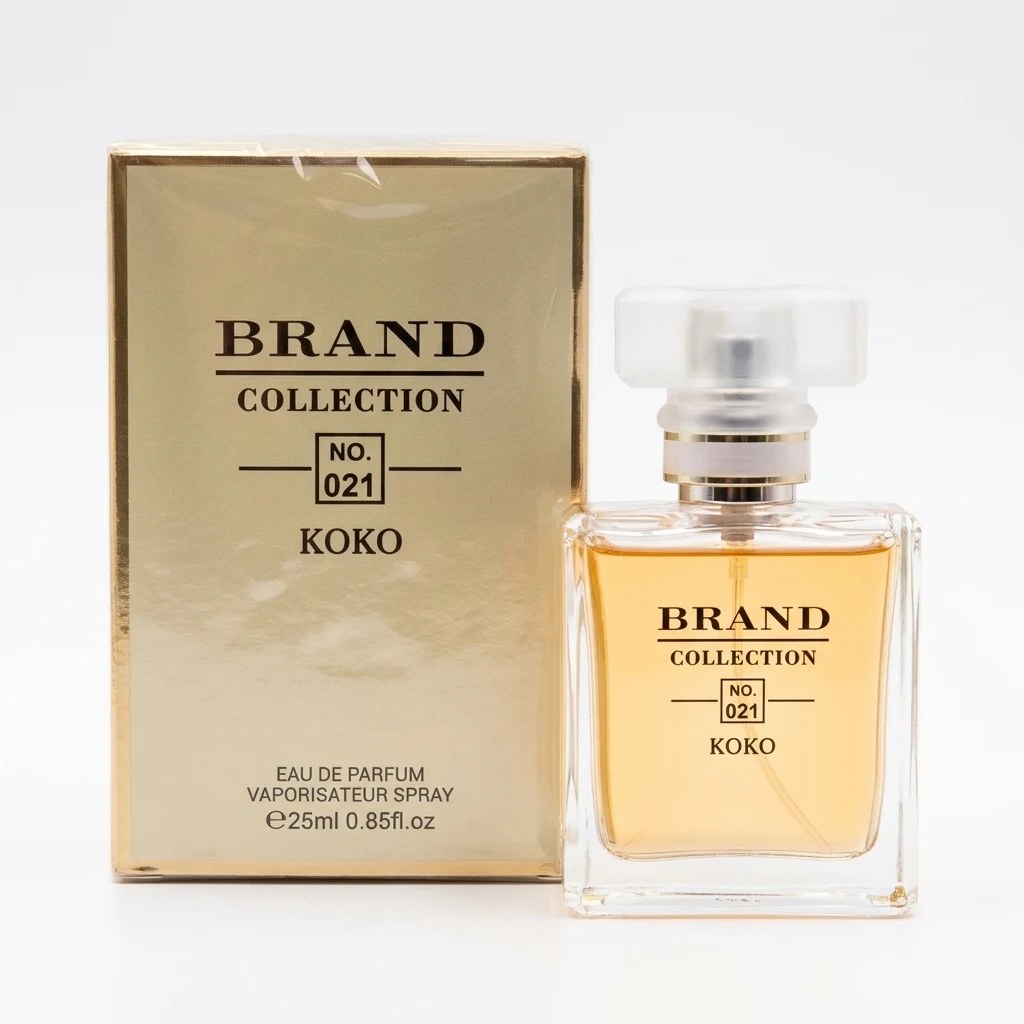 BRAND
COLLECTION
NO.
021
KOKO
EAU DE PARFUM
VAPORISATEUR SPRAY
℮25ml 0.85fl.oz
BRAND
COLLECTION
NO.
021
KOKO